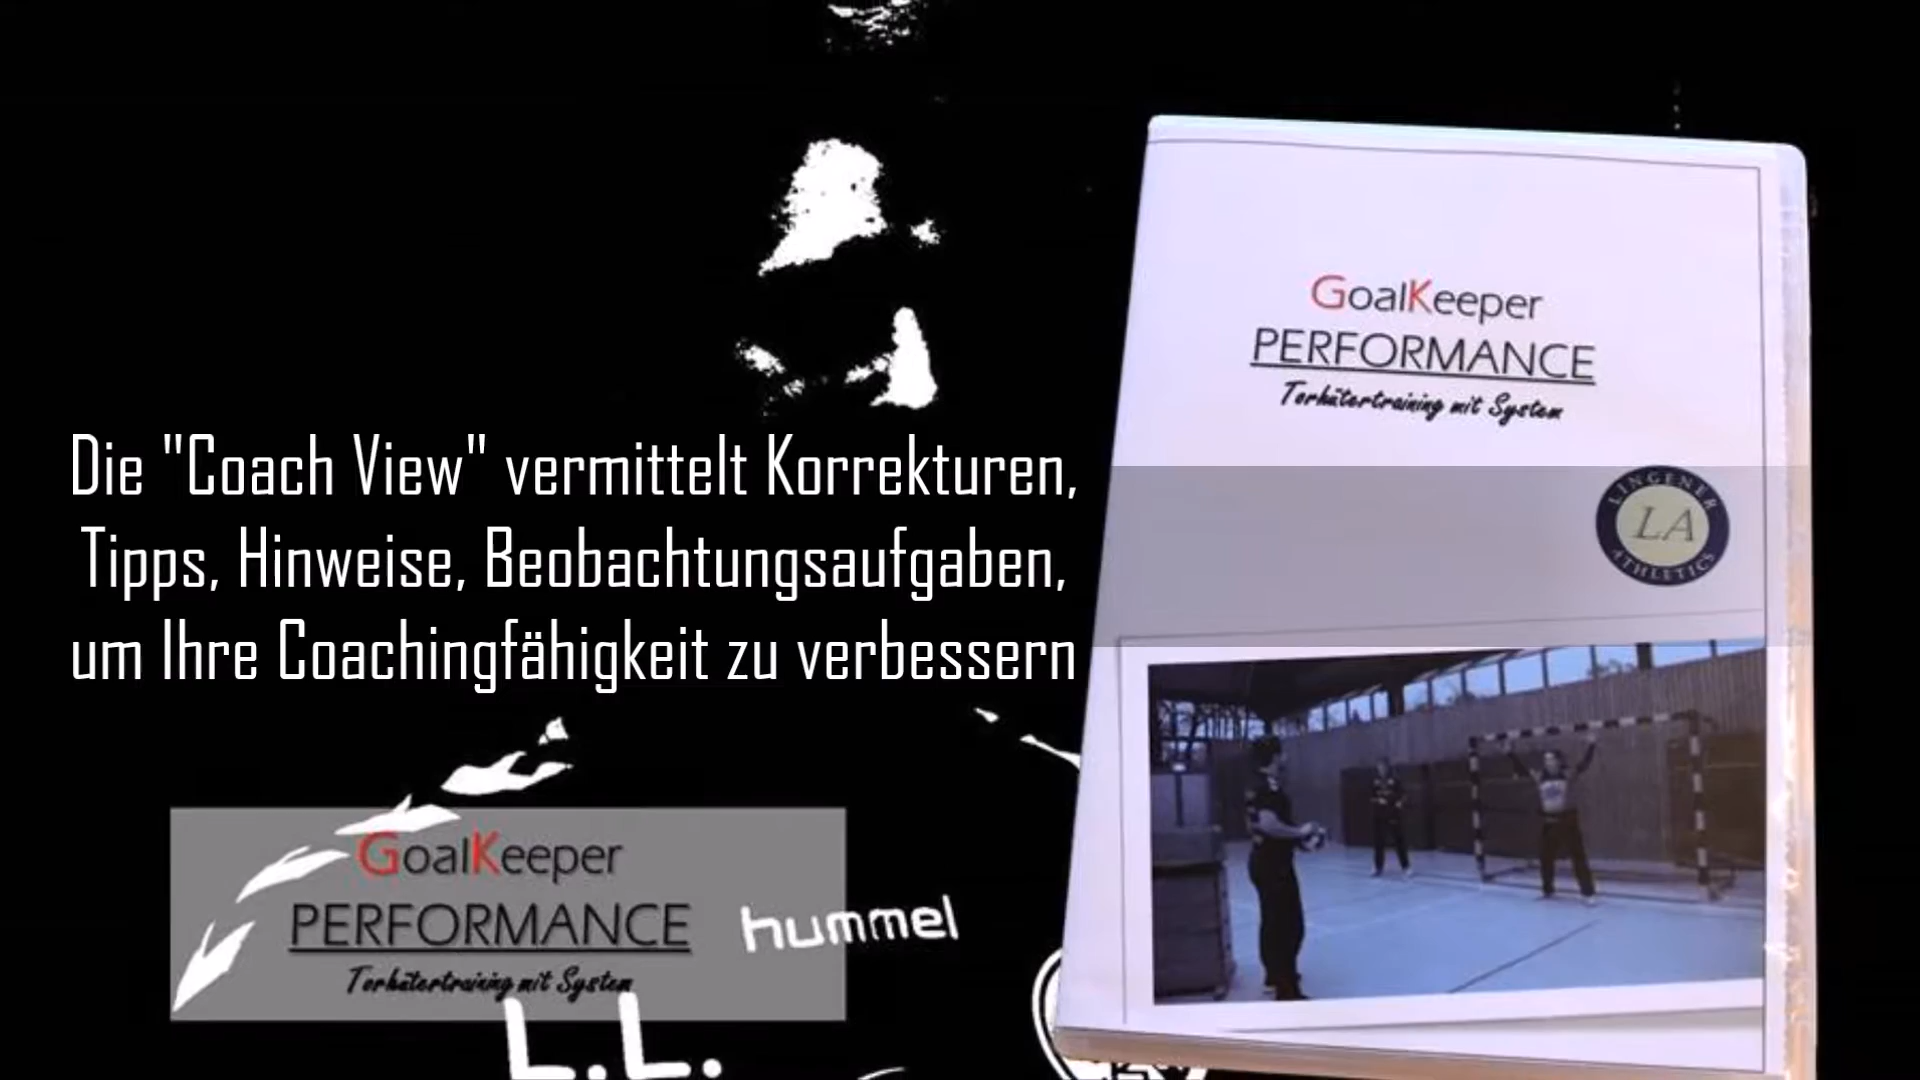 Die "Coach View" vermittelt Korrekturen,
Tipps, Hinweise, Beobachtungsaufgaben,
um Ihre Coachingfähigkeit zu verbessern
GoalKeeper
PERFORMANCE
Torhütertraining mit System
LINGENER
LA
ATHLETICS
GoalKeeper
PERFORMANCE
Torhütertraining mit System
hummel
L.L.